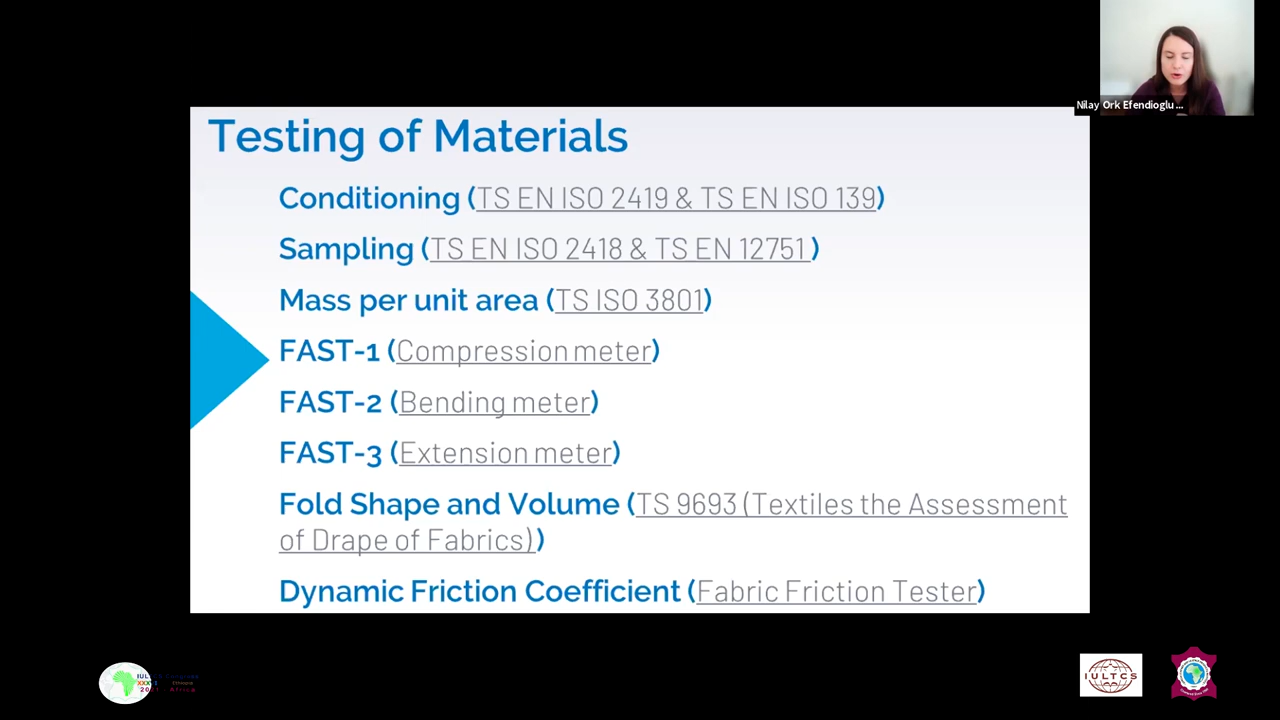 Nilay Ork Efendioglu ...
Testing of Materials
Conditioning (TS EN ISO 2419 & TS EN ISO 139)
Sampling (TS EN ISO 2418 & TS EN 12751 )
Mass per unit area (TS ISO 3801)
FAST-1 (Compression meter)
FAST-2 (Bending meter)
FAST-3 (Extension meter)
Fold Shape and Volume (TS 9693 (Textiles the Assessment
of Drape of Fabrics) )
Dynamic Friction Coefficient (Fabric Friction Tester)
IULTCS